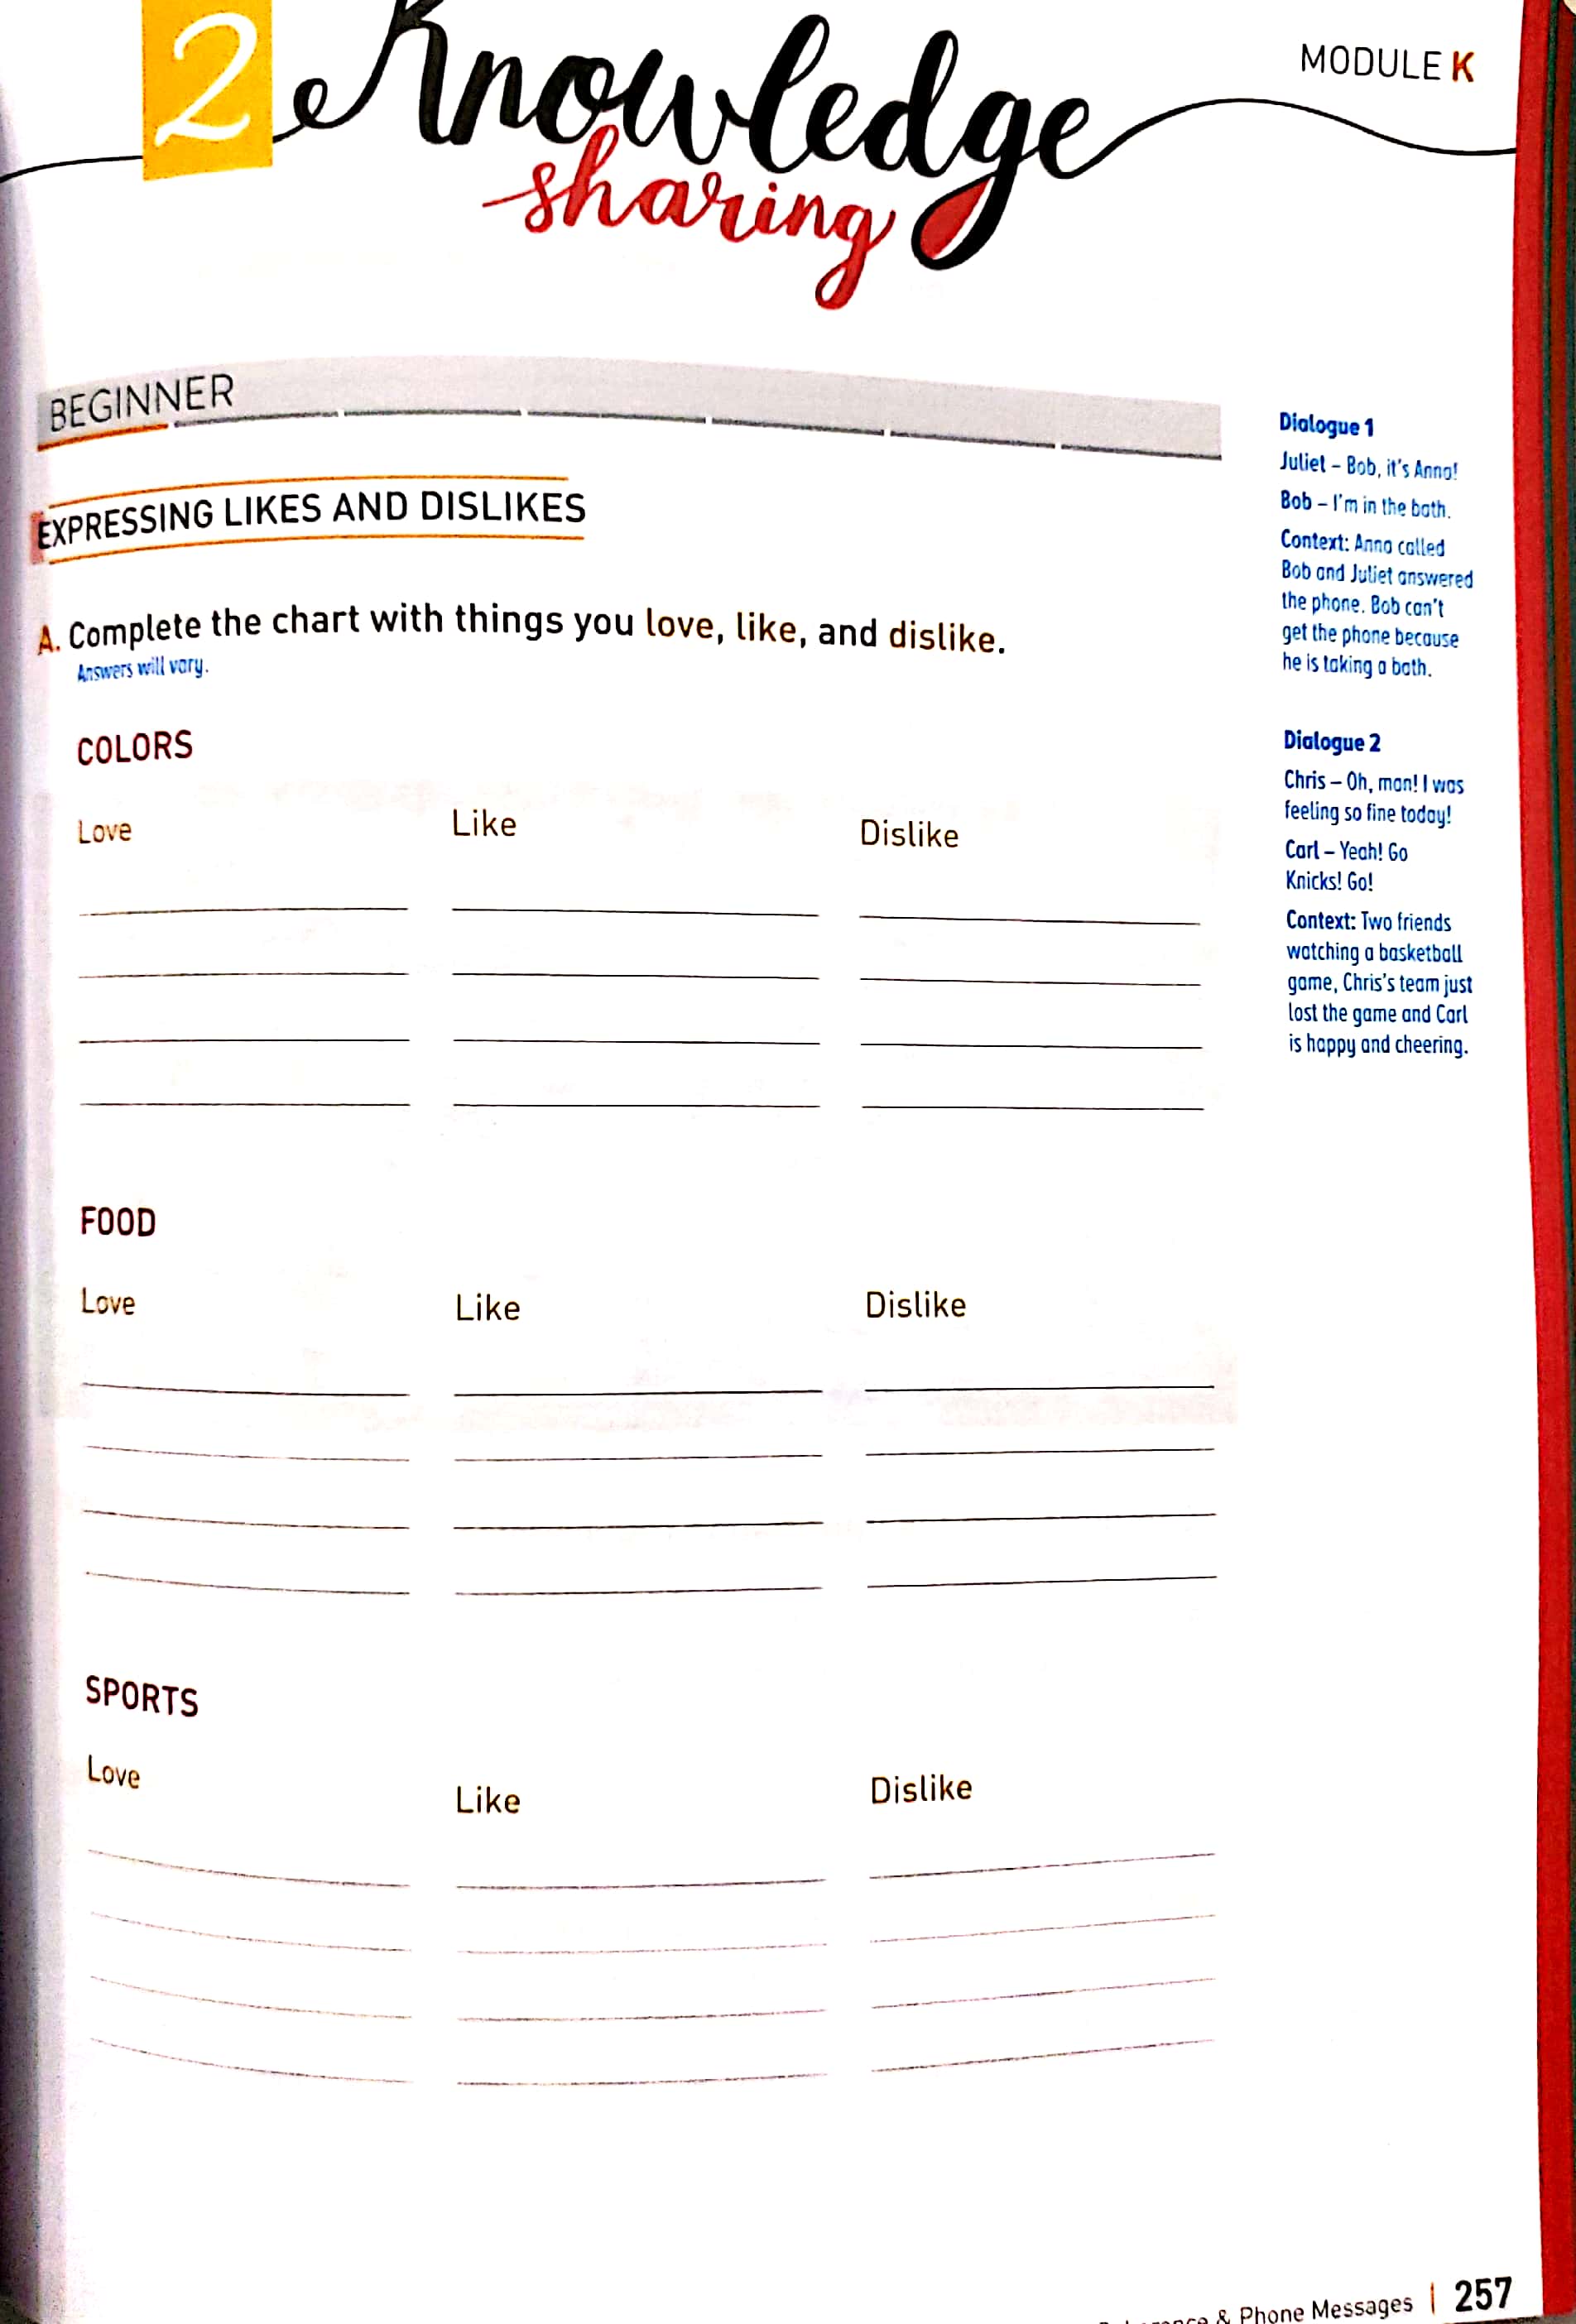 2 Knowledge
sharing
MODULE K
BEGINNER
EXPRESSING LIKES AND DISLIKES
A. Complete the chart with things you love, like, and dislike.
Answers will vary.
COLORS
Love Like Dislike
FOOD
Love Like Dislike
SPORTS
Love Like Dislike
Dialogue 1
Juliet – Bob, it's Anna!
Bob – I'm in the bath.
Context: Anna called
Bob and Juliet answered
the phone. Bob can't
get the phone because
he is taking a bath.
Dialogue 2
Chris – Oh, man! I was
feeling so fine today!
Carl – Yeah! Go
Knicks! Go!
Context: Two friends
watching a basketball
game, Chris's team just
lost the game and Carl
is happy and cheering.
& Phone Messages | 257